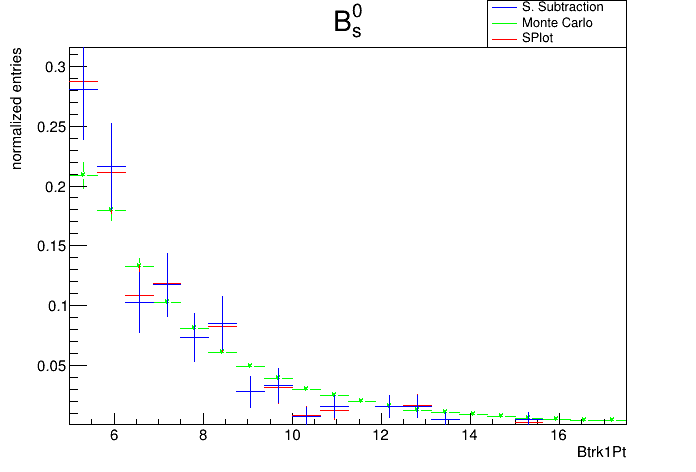 B0s
S. Subtraction
Monte Carlo
SPlot
normalized entries
0.3
0.25
0.2
0.15
0.1
0.05
6 8 10 12 14 16
Btrk1Pt